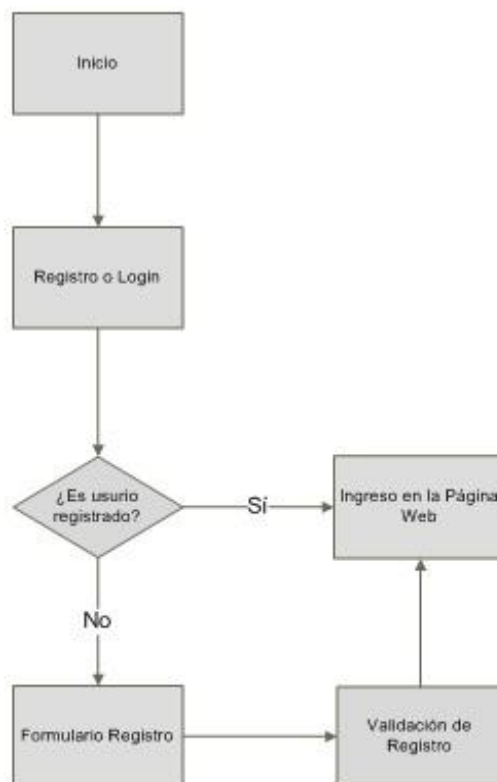 Inicio
Registro o Login
¿Es usurio
registrado?
Sí
Ingreso en la Página
Web
No
Formulario Registro
Validación de
Registro